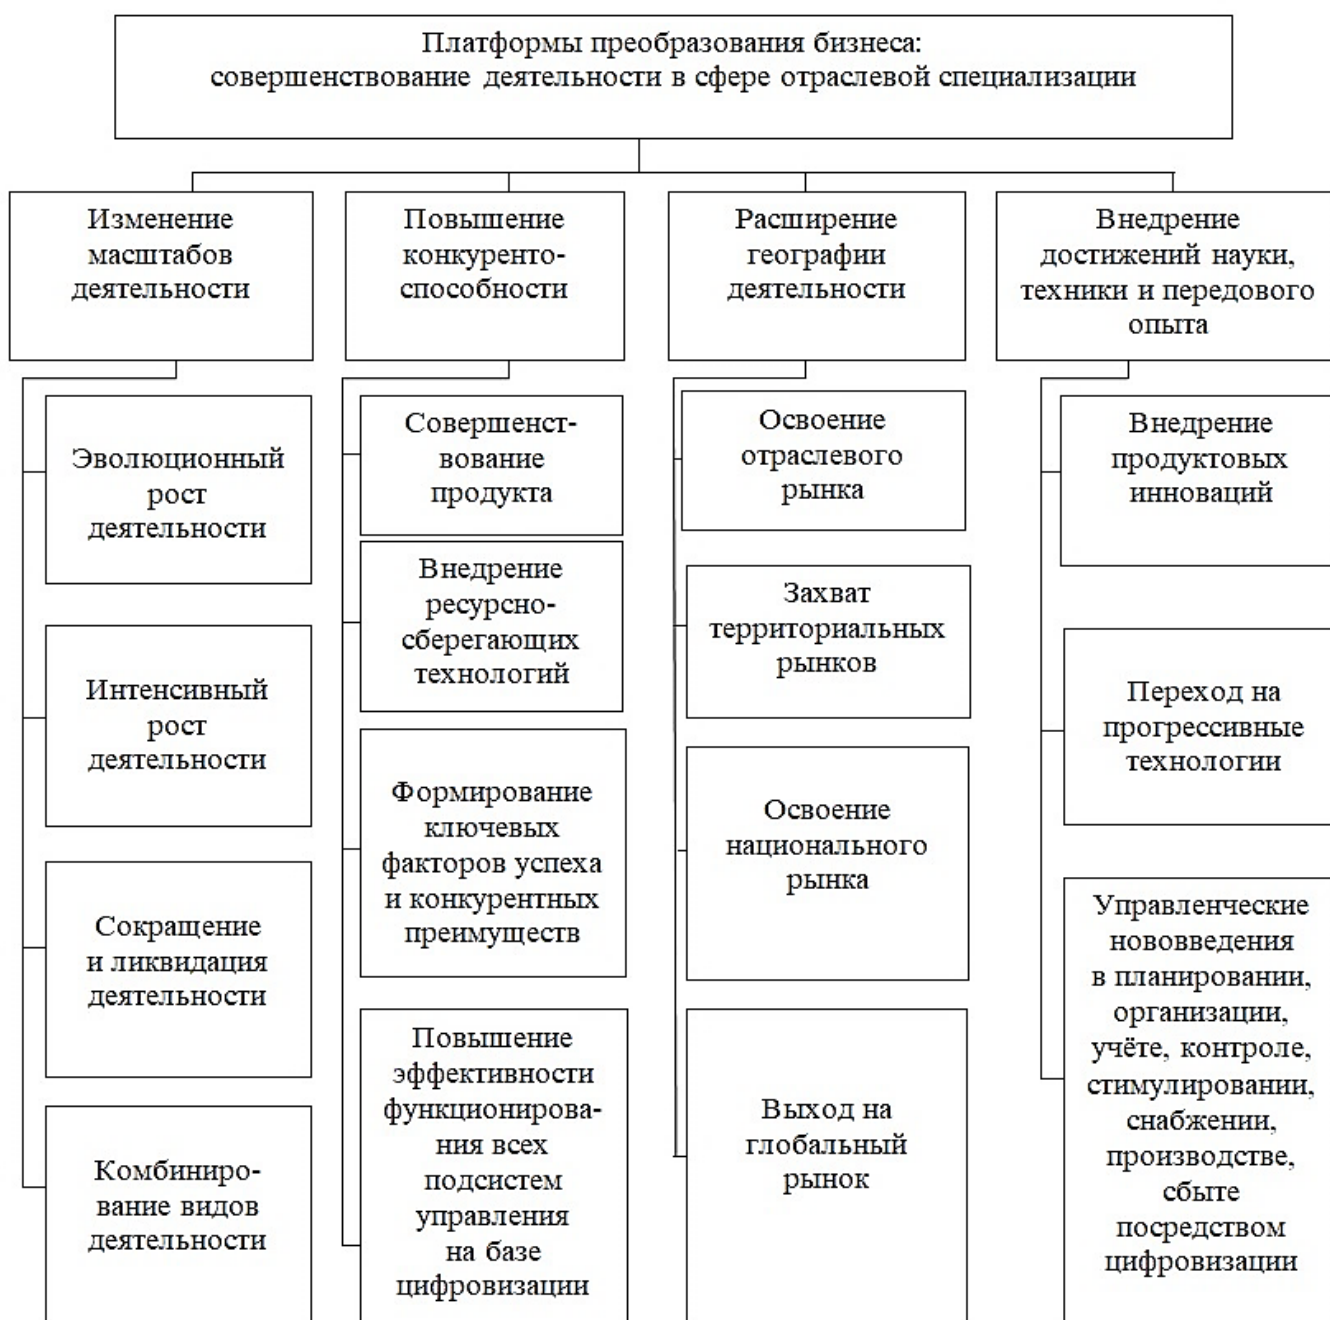 Платформы преобразования бизнеса:
совершенствование деятельности в сфере отраслевой специализации
Изменение
масштабов
деятельности
Повышение
конкуренто-
способности
Расширение
географии
деятельности
Внедрение
достижений науки,
техники и передового
опыта
Эволюционный
рост
деятельности
Интенсивный
рост
деятельности
Сокращение
и ликвидация
деятельности
Комбиниро-
вание видов
деятельности
Совершенст-
вование
продукта
Внедрение
ресурсно-
сберегающих
технологий
Формирование
ключевых
факторов успеха
и конкурентных
преимуществ
Повышение
эффективности
функционирова-
ния всех
подсистем
управления
на базе
цифровизации
Освоение
отраслевого
рынка
Захват
территориальных
рынков
Освоение
национального
рынка
Выход на
глобальный
рынок
Внедрение
продуктовых
инноваций
Переход на
прогрессивные
технологии
Управленческие
нововведения
в планировании,
организации,
учёте, контроле,
стимулировании,
снабжении,
производстве,
сбыте
посредством
цифровизации